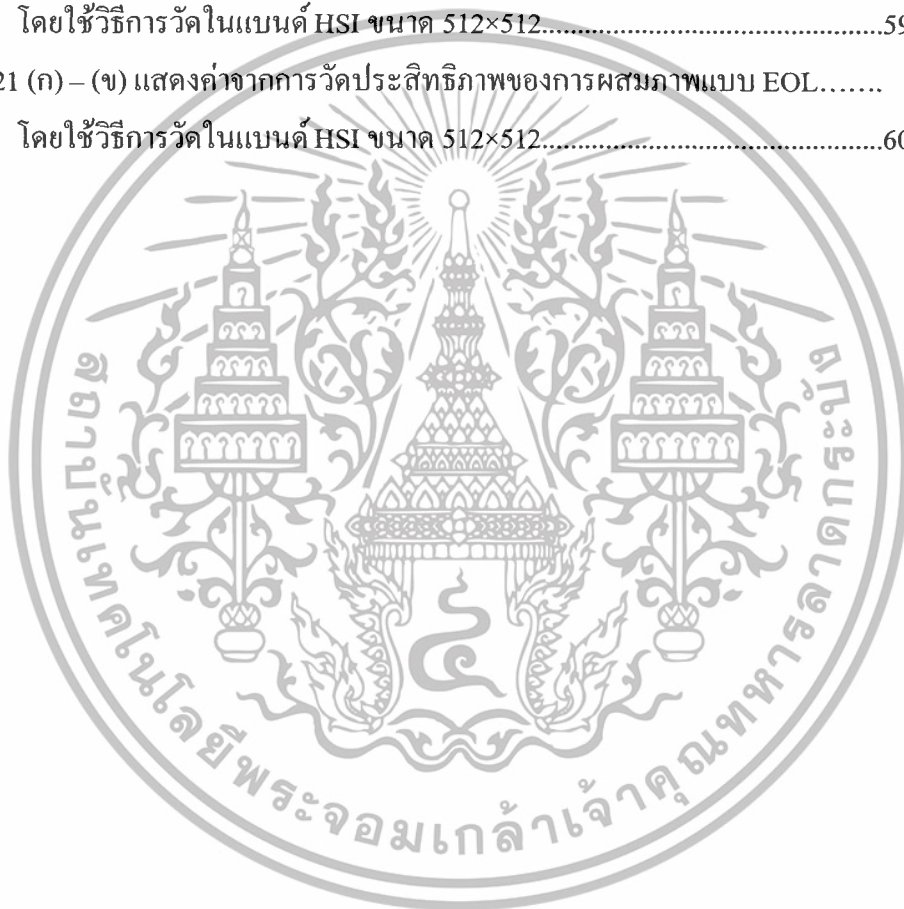 โดยใช้วิธีการวัดในแบนด์ HSI ขนาด 512×512............................................59
21 (ก) – (ข) แสดงค่าจากการวัดประสิทธิภาพของการผสมภาพแบบ EOL.......
โดยใช้วิธีการวัดในแบนด์ HSI ขนาด 512×512............................................60
สถาบันเทคโนโลยีพระจอมเกล้าเจ้าคุณทหารลาดกระบัง
๔